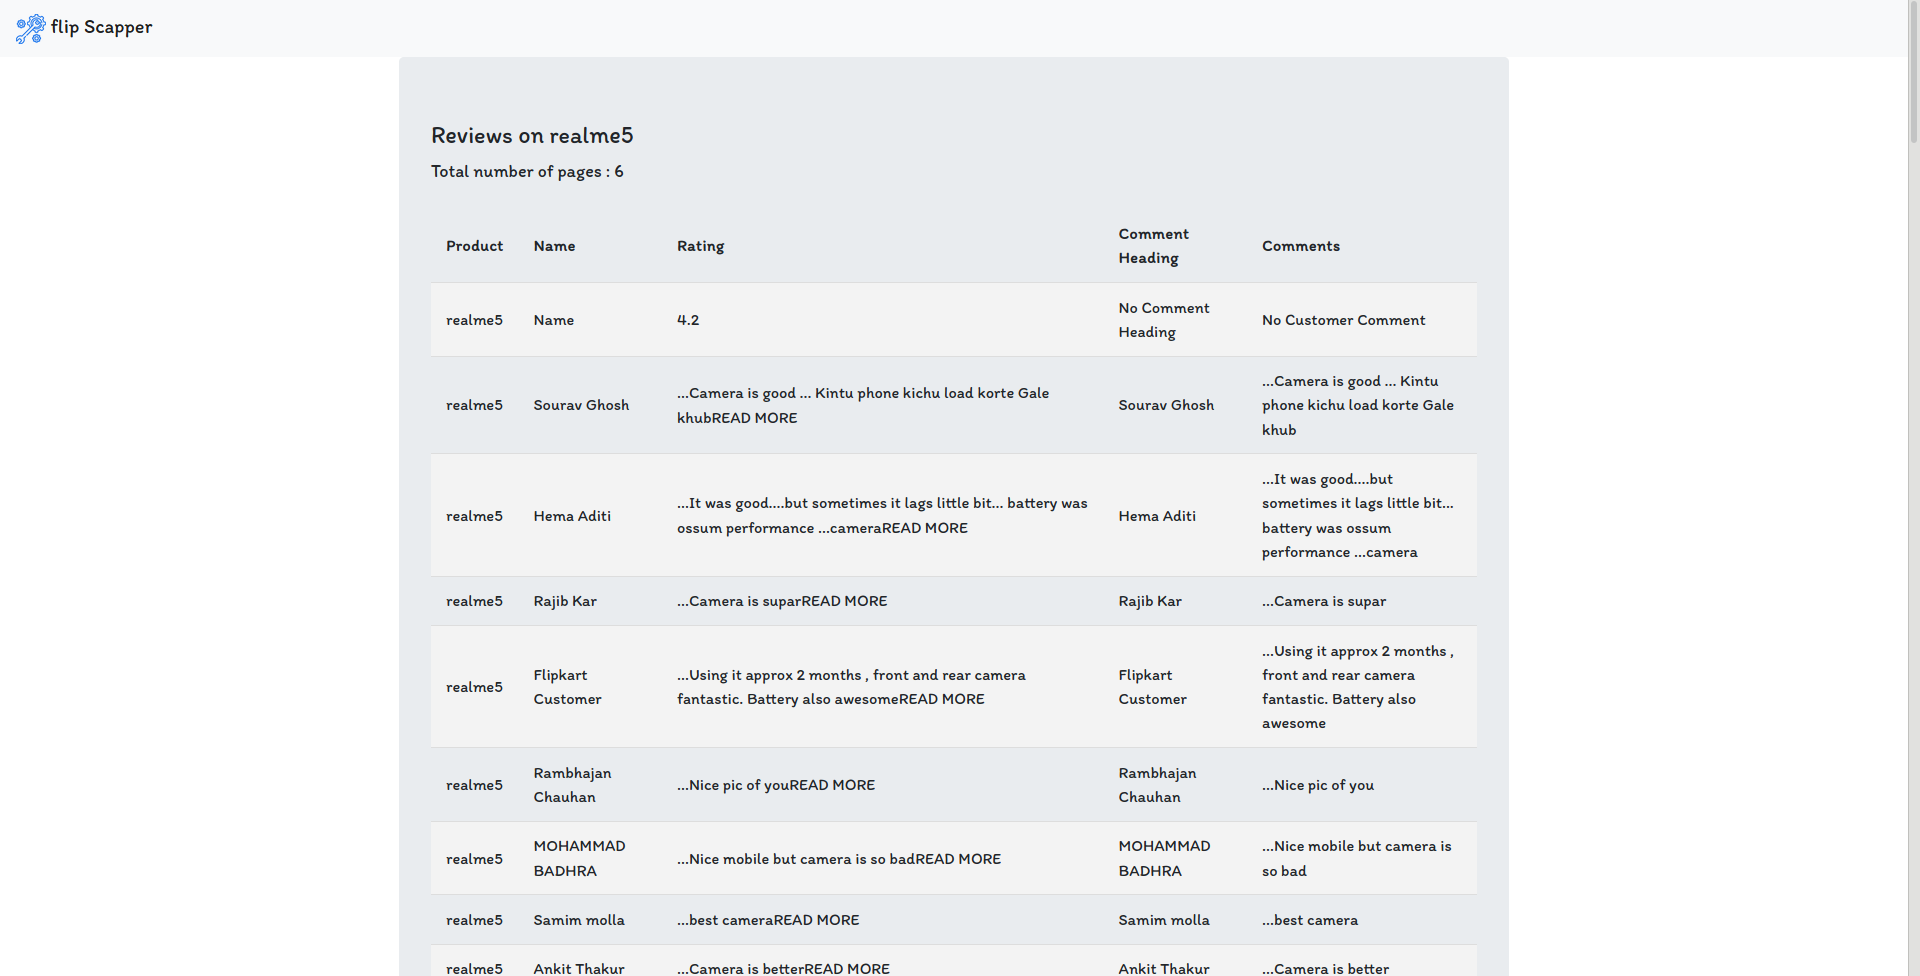 flip Scapper
Reviews on realme5
Total number of pages : 6
Product Name Rating Comment Heading Comments
realme5 Name 4.2 No Comment Heading No Customer Comment
realme5 Sourav Ghosh ...Camera is good ... Kintu phone kichu load korte Gale khubREAD MORE Sourav Ghosh ...Camera is good ... Kintu phone kichu load korte Gale khub
realme5 Hema Aditi ...It was good....but sometimes it lags little bit... battery was ossum performance ...cameraREAD MORE Hema Aditi ...It was good....but sometimes it lags little bit... battery was ossum performance ...camera
realme5 Rajib Kar ...Camera is suparREAD MORE Rajib Kar ...Camera is supar
realme5 Flipkart Customer ...Using it approx 2 months , front and rear camera fantastic. Battery also awesomeREAD MORE Flipkart Customer ...Using it approx 2 months , front and rear camera fantastic. Battery also awesome
realme5 Rambhajan Chauhan ...Nice pic of youREAD MORE Rambhajan Chauhan ...Nice pic of you
realme5 MOHAMMAD BADHRA ...Nice mobile but camera is so badREAD MORE MOHAMMAD BADHRA ...Nice mobile but camera is so bad
realme5 Samim molla ...best cameraREAD MORE Samim molla ...best camera
realme5 Ankit Thakur ...Camera is betterREAD MORE Ankit Thakur ...Camera is better